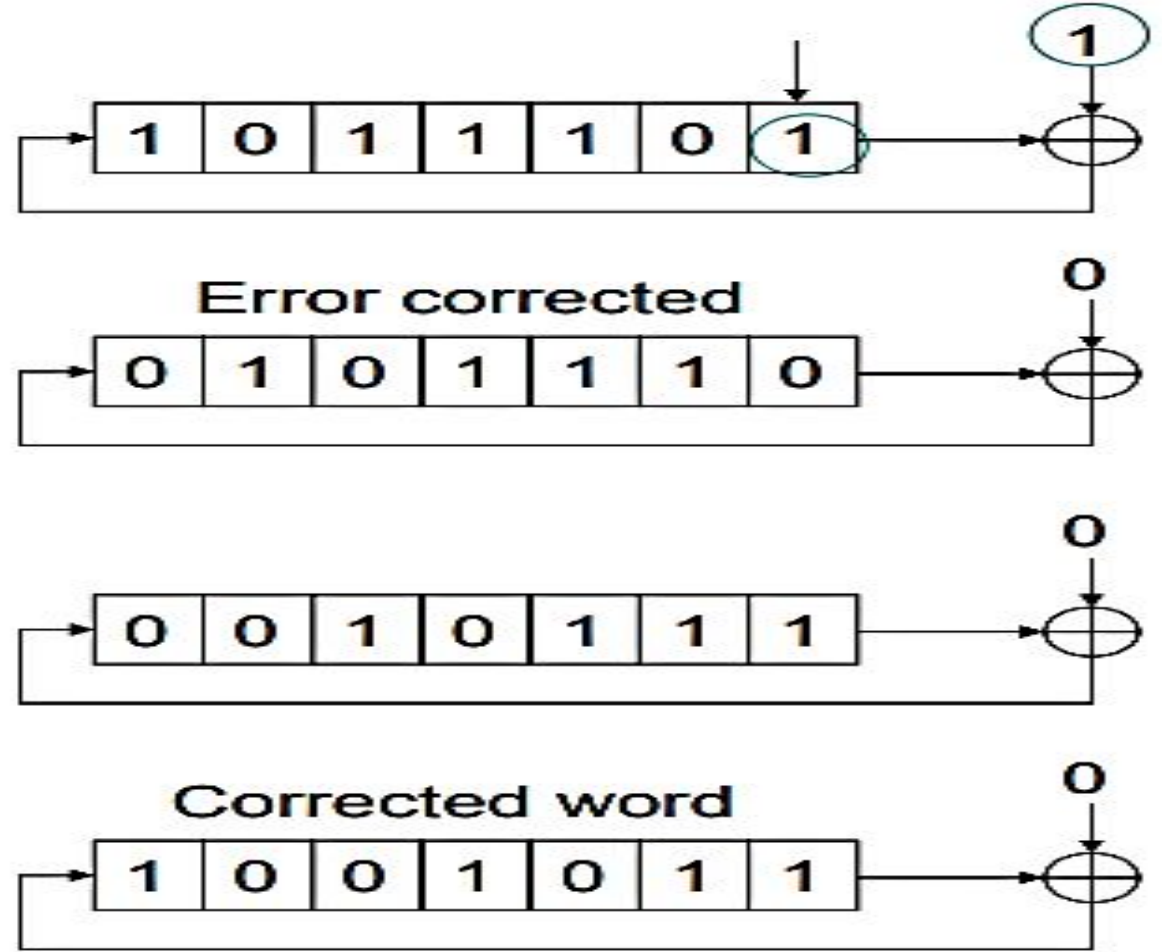 1
1 0 1 1 1 0 1
Error corrected
0
0 1 0 1 1 1 0
0
0 0 1 0 1 1 1
Corrected word
0
1 0 0 1 0 1 1